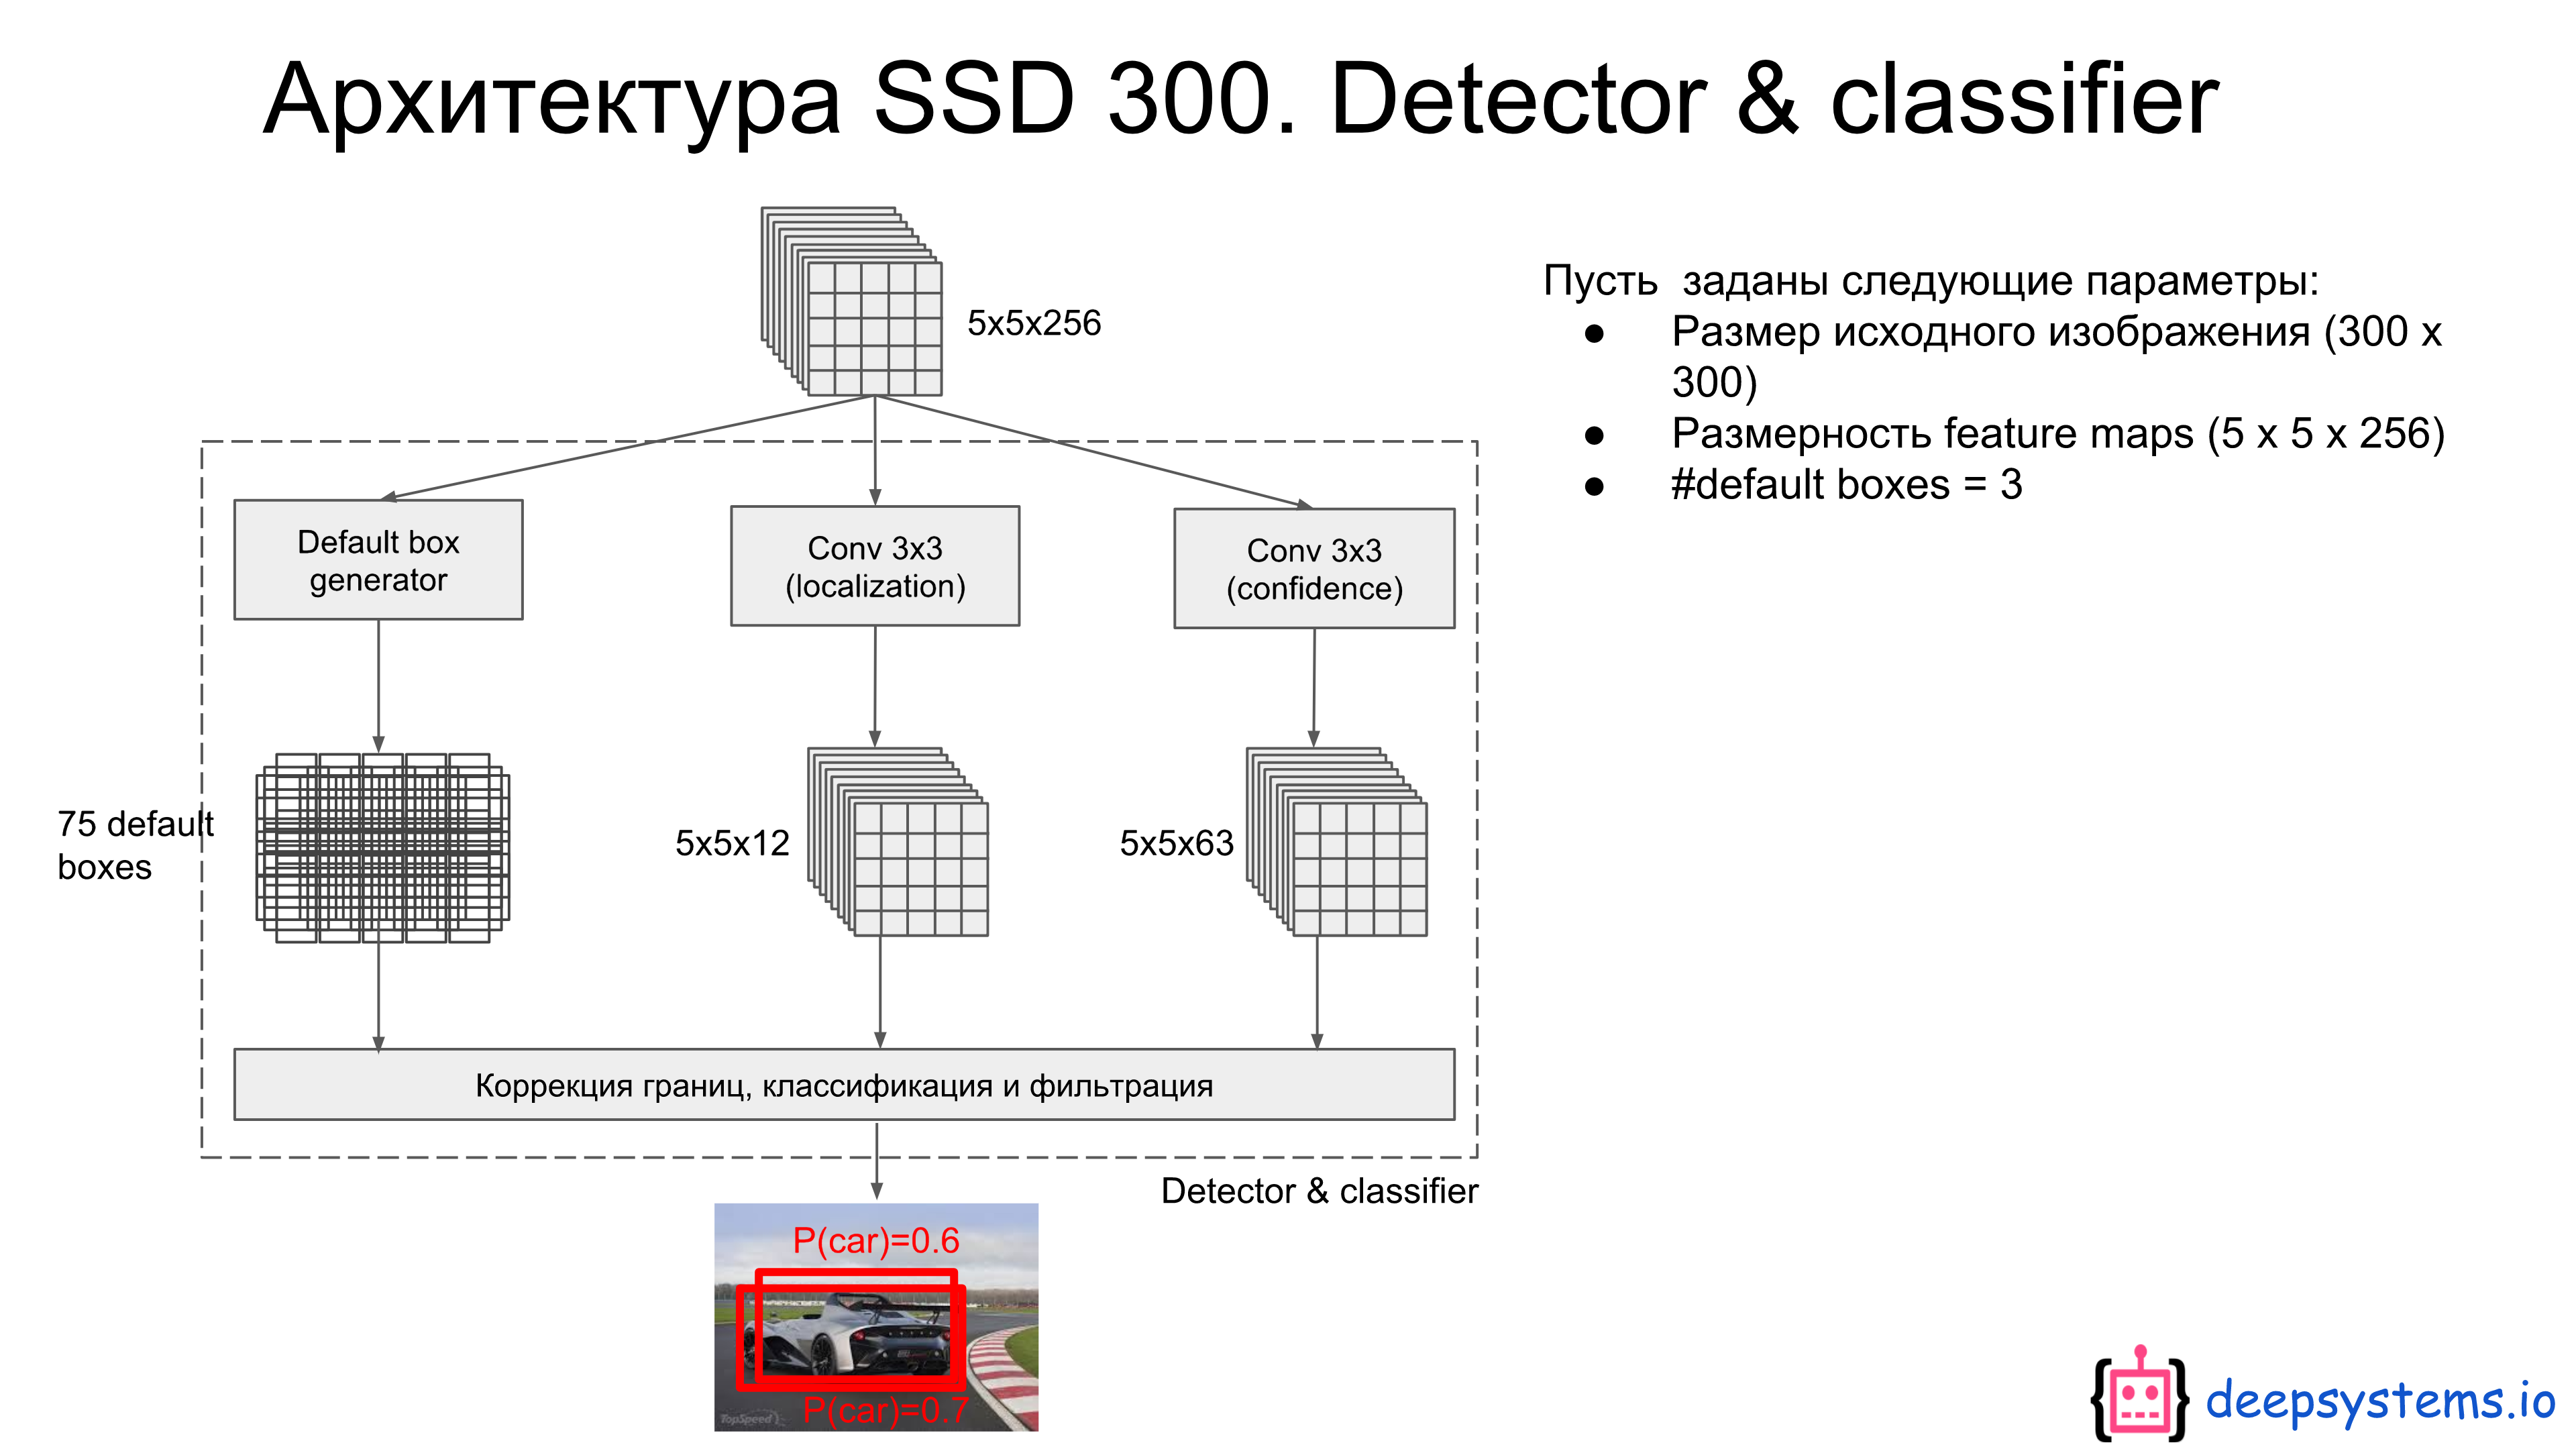 Архитектура SSD 300. Detector & classifier
5x5x256
Пусть  заданы следующие параметры:
● Размер исходного изображения (300 x
300)
● Размерность feature maps (5 x 5 x 256)
● #default boxes = 3
Default box
generator
Conv 3x3
(localization)
Conv 3x3
(confidence)
75 default
boxes
5x5x12
5x5x63
Коррекция границ, классификация и фильтрация
Detector & classifier
P(car)=0.6
P(car)=0.7
TopSpeed
{ } deepsystems.io